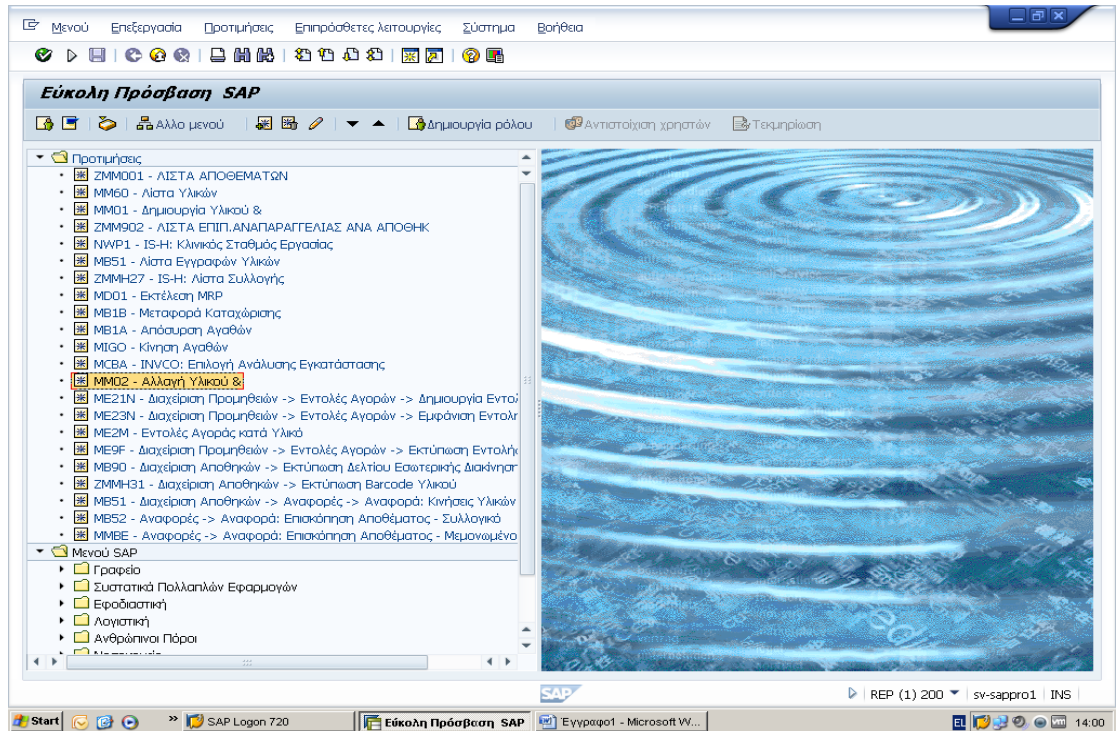 Μενού Επεξεργασία Προτιμήσεις Επιπρόσθετες λειτουργίες Σύστημα Βοήθεια
Εύκολη Πρόσβαση SAP
Αλλο μενού Δημιουργία ρόλου Αντιστοίχιση χρηστών Τεκμηρίωση
Προτιμήσεις
ZMM001 - ΛΙΣΤΑ ΑΠΟΘΕΜΑΤΩΝ
MM60 - Λίστα Υλικών
MM01 - Δημιουργία Υλικού &
ZMM902 - ΛΙΣΤΑ ΕΠΙΠ.ΑΝΑΠΑΡΑΓΓΕΛΙΑΣ ΑΝΑ ΑΠΟΘΗΚ
NWP1 - IS-H: Κλινικός Σταθμός Εργασίας
MB51 - Λίστα Εγγραφών Υλικών
ZMMH27 - IS-H: Λίστα Συλλογής
MD01 - Εκτέλεση MRP
MB1B - Μεταφορά Καταχώρισης
MB1A - Απόσυρση Αγαθών
MIGO - Κίνηση Αγαθών
MCBA - INVCO: Επιλογή Ανάλυσης Εγκατάστασης
MM02 - Αλλαγή Υλικού &
ME21N - Διαχείριση Προμηθειών -> Εντολές Αγορών -> Δημιουργία Εντολ
ME23N - Διαχείριση Προμηθειών -> Εντολές Αγορών -> Εμφάνιση Εντολ
ME2M - Εντολές Αγοράς κατά Υλικό
ME9F - Διαχείριση Προμηθειών -> Εντολές Αγορών -> Εκτύπωση Εντολή
MB90 - Διαχείριση Αποθηκών -> Εκτύπωση Δελτίου Εσωτερικής Διακίνησ
ZMMH31 - Διαχείριση Αποθηκών -> Εκτύπωση Barcode Υλικού
MB51 - Διαχείριση Αποθηκών -> Αναφορές -> Αναφορά: Κινήσεις Υλικών
MB52 - Αναφορές -> Αναφορά: Επισκόπηση Αποθέματος - Συλλογικό
MMBE - Αναφορές -> Αναφορά: Επισκόπηση Αποθέματος - Μεμονωμένο
Μενού SAP
Γραφείο
Συστατικά Πολλαπλών Εφαρμογών
Εφοδιαστική
Λογιστική
Ανθρώπινοι Πόροι
SAP REP (1) 200 sv-sappro1 INS
Start » SAP Logon 720 Εύκολη Πρόσβαση SAP Έγγραφο1 - Microsoft W... EL 14:00